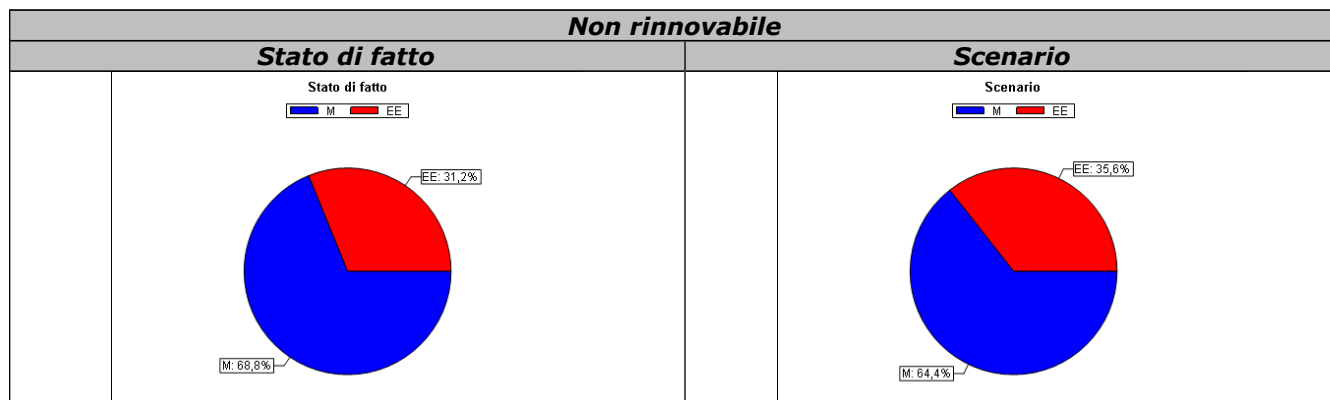 Non rinnovabile
Stato di fatto
Scenario
Stato di fatto
M EE
EE: 31,2%
M: 68,8%
Scenario
M EE
EE: 35,6%
M: 64,4%